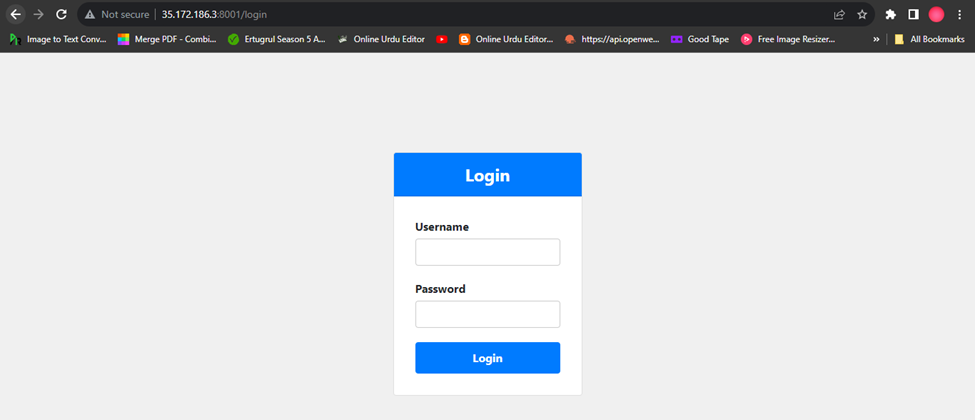 Not secure | 35.172.186.3:8001/login
Image to Text Conv... Merge PDF - Combi... Ertugrul Season 5 A... Online Urdu Editor Online Urdu Editor... https://api.openwe... Good Tape Free Image Resizer... » All Bookmarks
Login
Username
Password
Login